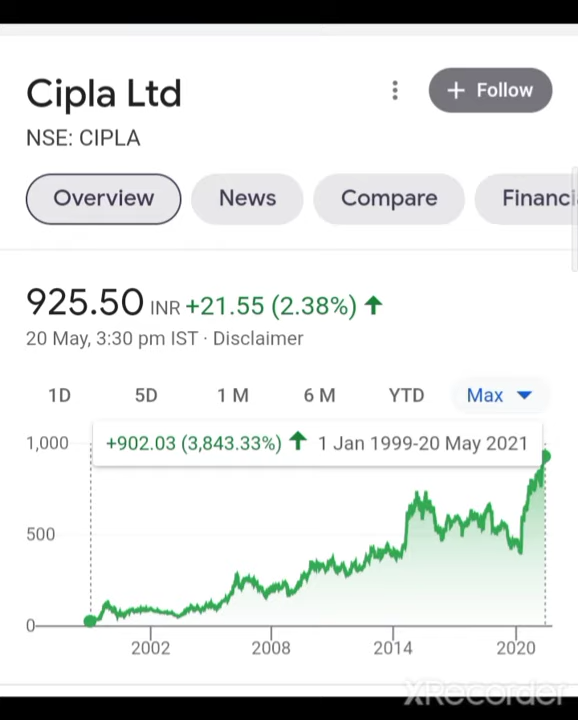 Cipla Ltd
+ Follow
NSE: CIPLA
Overview News Compare Financi
925.50 INR +21.55 (2.38%)
20 May, 3:30 pm IST · Disclaimer
1D 5D 1 M 6 M YTD Max
1,000
+902.03 (3,843.33%) 1 Jan 1999-20 May 2021
500
0
2002 2008 2014 2020
XRecorder